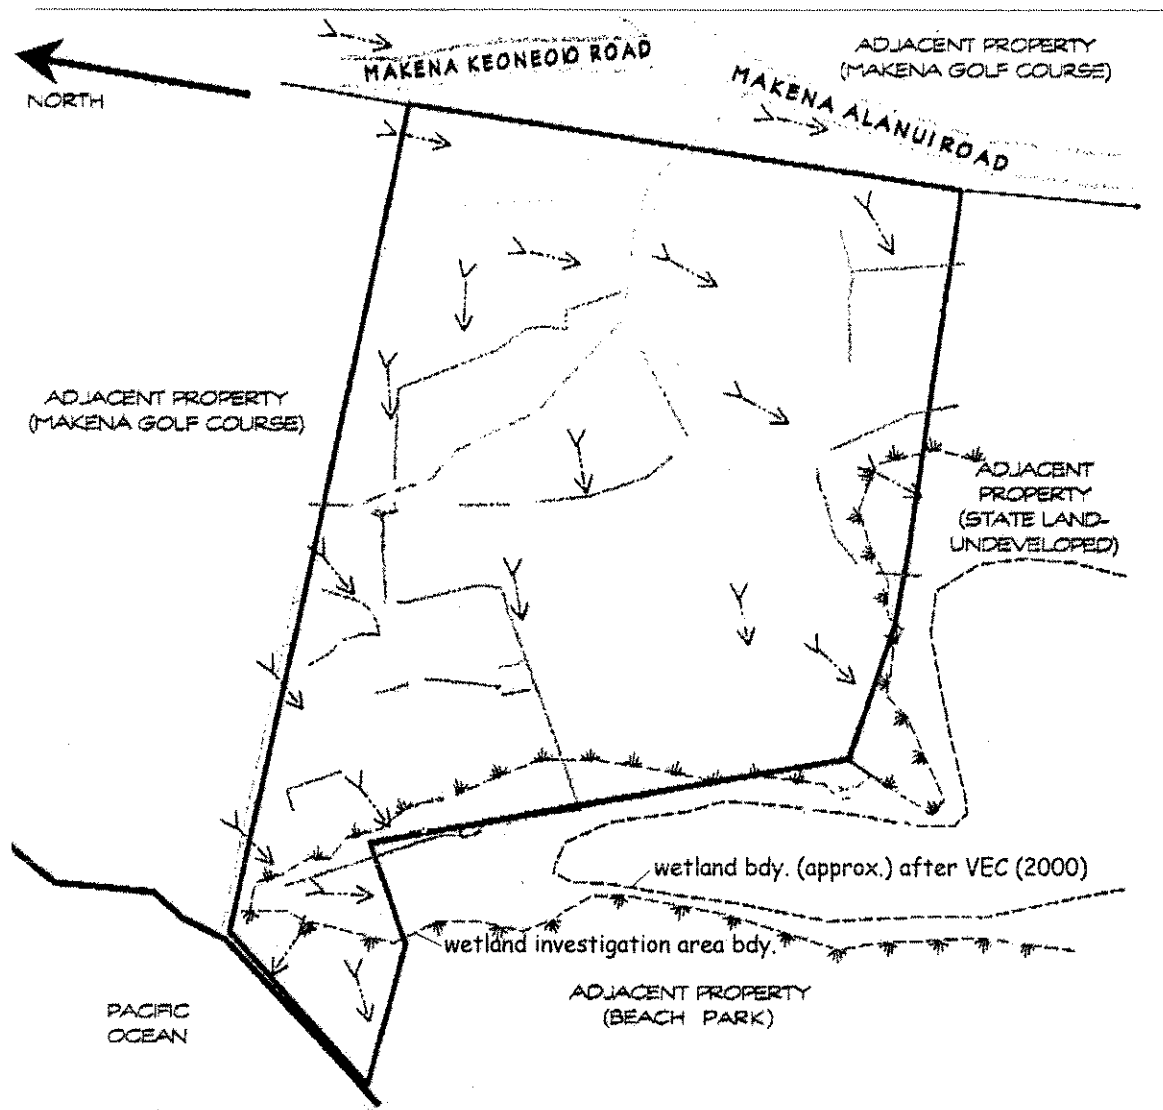 MAKENA KEONEOIO ROAD
ADJACENT PROPERTY
(MAKENA GOLF COURSE)
NORTH
MAKENA ALANUI ROAD
ADJACENT PROPERTY
(MAKENA GOLF COURSE)
ADJACENT
PROPERTY
(STATE LAND-
UNDEVELOPED)
wetland bdy. (approx.) after VEC (2000)
wetland investigation area bdy.
ADJACENT PROPERTY
(BEACH PARK)
PACIFIC
OCEAN